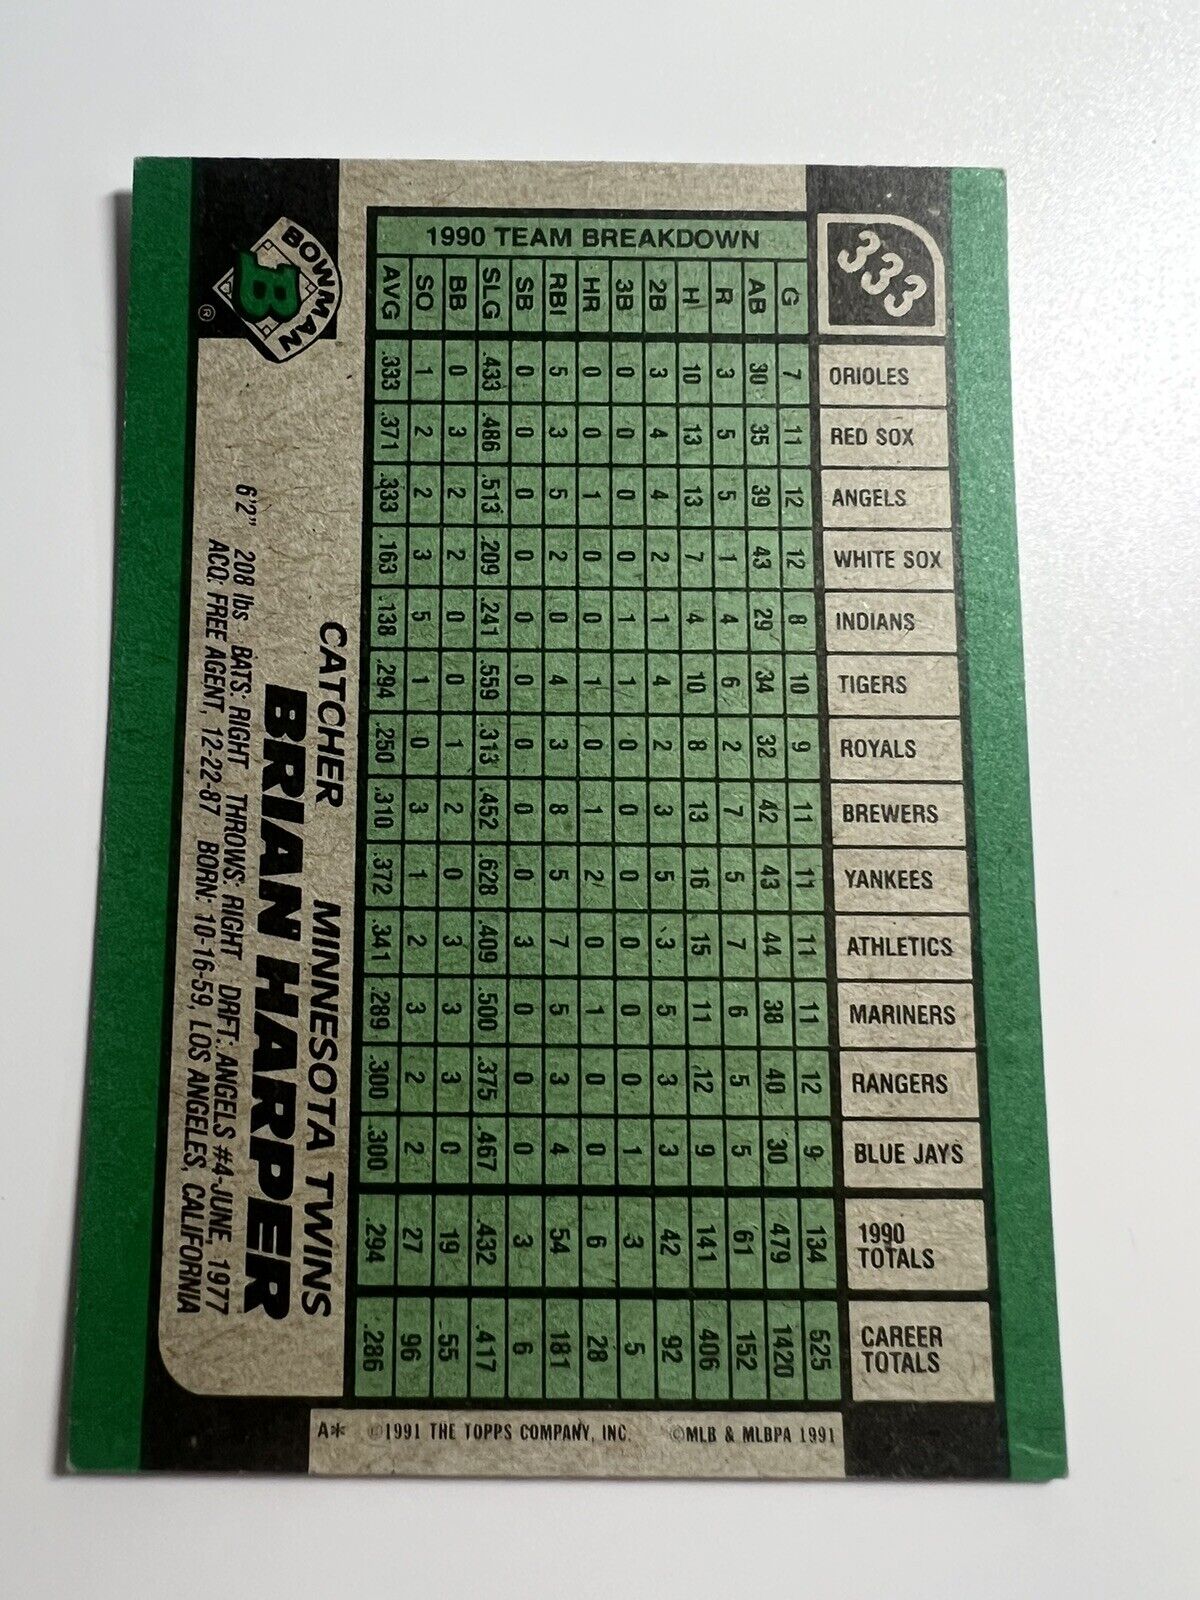 333
ORIOLES
RED SOX
ANGELS
WHITE SOX
INDIANS
TIGERS
ROYALS
BREWERS
YANKEES
ATHLETICS
MARINERS
RANGERS
BLUE JAYS
1990
TOTALS
CAREER
TOTALS
1990 TEAM BREAKDOWN
G 7 11 12 12 8 10 9 11 11 11 11 12 9 134 525
AB 30 35 39 43 29 34 32 42 43 44 38 40 30 479 1420
R 3 5 5 1 4 6 2 7 5 7 6 5 5 61 152
H 10 13 13 7 4 10 8 13 16 15 11 12 9 141 406
2B 3 4 4 2 1 4 2 3 5 3 5 3 3 42 92
3B 0 0 0 0 1 1 0 0 0 0 0 0 1 3 5
HR 0 0 1 0 0 1 0 1 2 0 1 0 0 6 28
RBI 5 3 5 2 0 4 3 8 5 7 5 3 4 54 181
SB 0 0 0 0 0 0 0 0 0 3 0 0 0 3 6
SLG .433 .486 .513 .209 .241 .559 .313 .452 .628 .409 .500 .375 .467 .432 .417
BB 0 3 2 2 0 0 1 2 0 3 3 3 0 19 55
SO 1 2 2 3 5 1 0 3 1 2 3 2 2 27 96
AVG .333 .371 .333 .163 .138 .294 .250 .310 .372 .341 .289 .300 .300 .294 .286
BOWMAN
B ®
CATCHER MINNESOTA TWINS
BRIAN HARPER
6'2" 208 lbs BATS: RIGHT THROWS: RIGHT DRFT: ANGELS #4-JUNE, 1977
ACQ: FREE AGENT, 12-22-87 BORN: 10-16-59, LOS ANGELES, CALIFORNIA
A* ©1991 THE TOPPS COMPANY, INC. ©MLB & MLBPA 1991